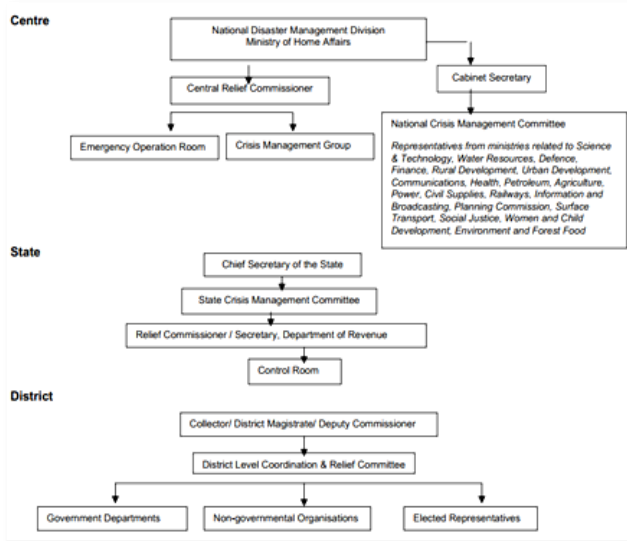 Centre
National Disaster Management Division
Ministry of Home Affairs
Central Relief Commissioner
Cabinet Secretary
Emergency Operation Room
Crisis Management Group
National Crisis Management Committee
Representatives from ministries related to Science
& Technology, Water Resources, Defence,
Finance, Rural Development, Urban Development,
Communications, Health, Petroleum, Agriculture,
Power, Civil Supplies, Railways, Information and
Broadcasting, Planning Commission, Surface
Transport, Social Justice, Women and Child
Development, Environment and Forest Food
State
Chief Secretary of the State
State Crisis Management Committee
Relief Commissioner / Secretary, Department of Revenue
Control Room
District
Collector/ District Magistrate/ Deputy Commissioner
District Level Coordination & Relief Committee
Government Departments
Non-governmental Organisations
Elected Representatives